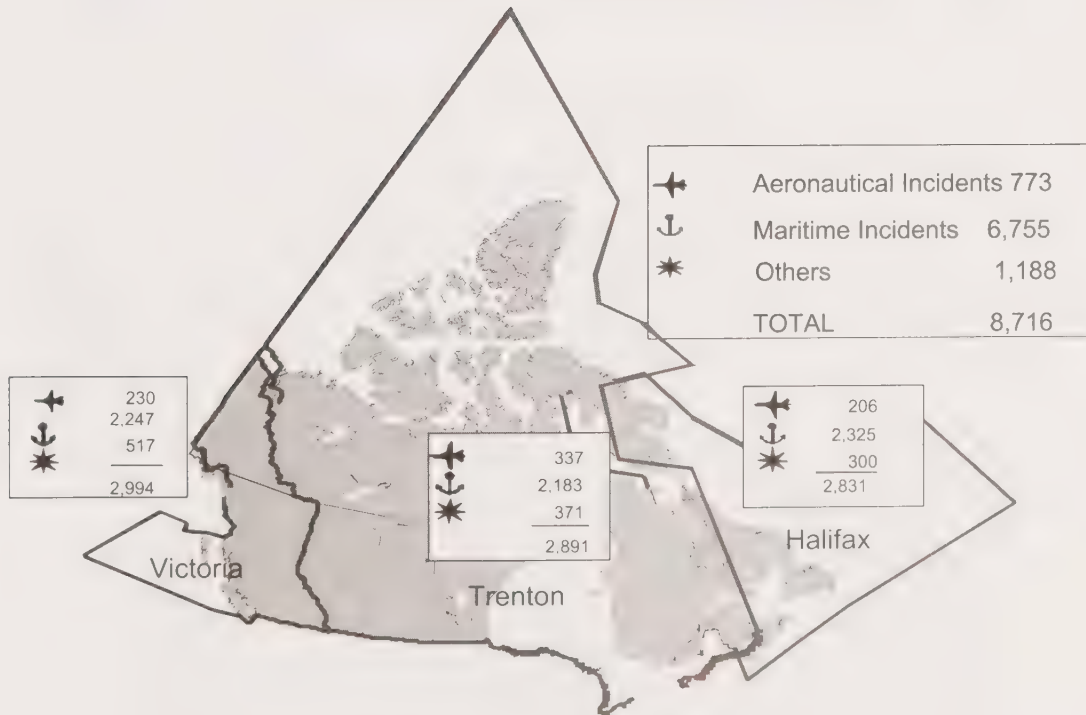 Aeronautical Incidents 773
Maritime Incidents 6,755
Others 1,188
TOTAL 8,716
230
2,247
517
2,994
337
2,183
371
2,891
206
2,325
300
2,831
Halifax
Victoria
Trenton